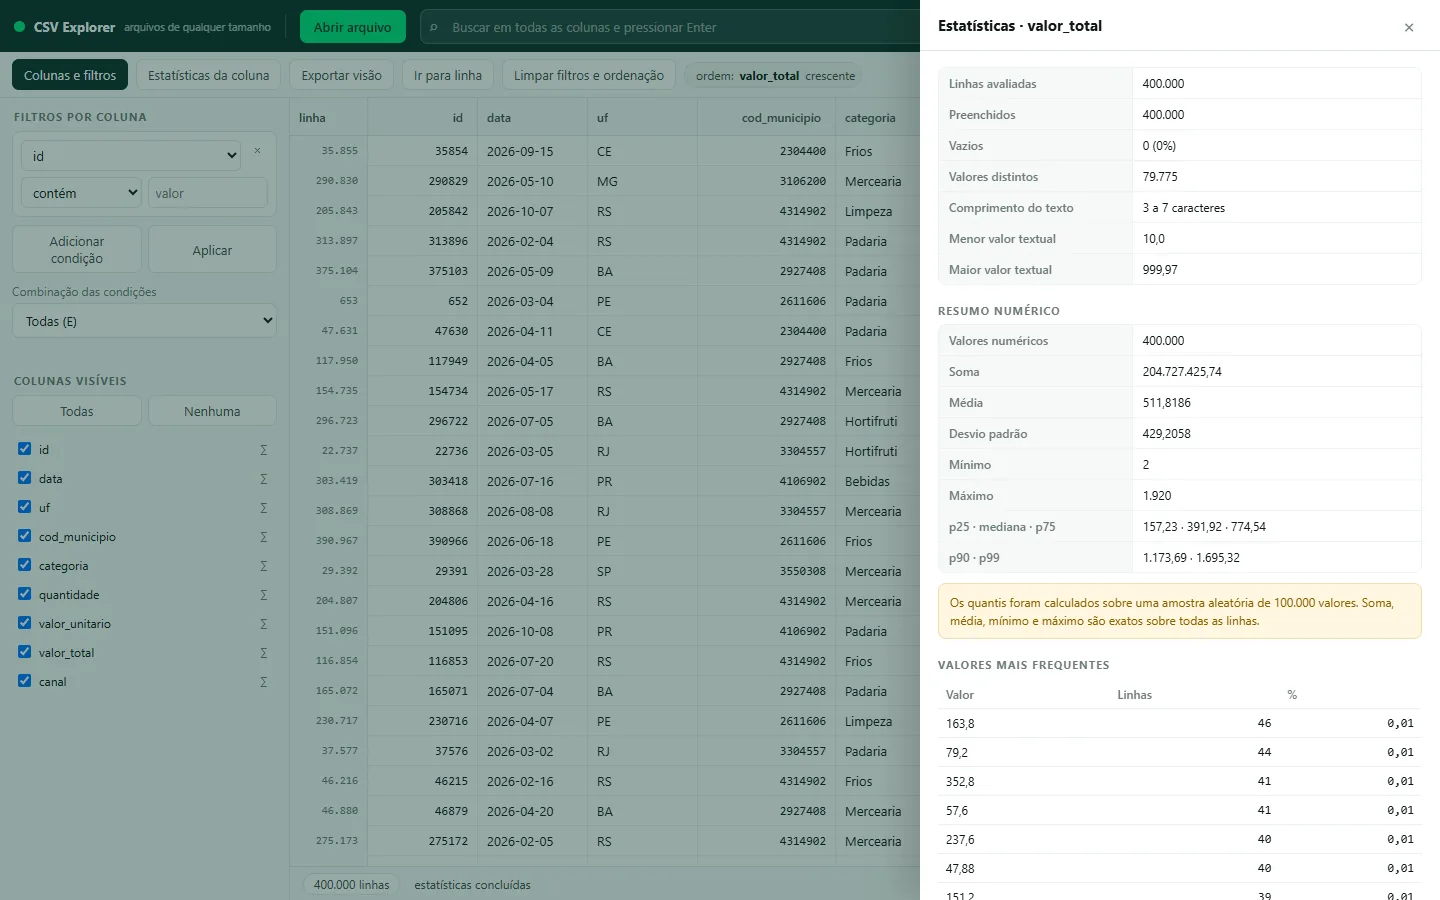 CSV Explorer arquivos de qualquer tamanho
Abrir arquivo
Buscar em todas as colunas e pressionar Enter
Colunas e filtros
Estatísticas da coluna
Exportar visão
Ir para linha
Limpar filtros e ordenação
ordem: valor_total crescente
FILTROS POR COLUNA
id
×
contém
valor
Adicionar
condição
Aplicar
Combinação das condições
Todas (E)
COLUNAS VISÍVEIS
Todas
Nenhuma
id Σ
data Σ
uf Σ
cod_municipio Σ
categoria Σ
quantidade Σ
valor_unitario Σ
valor_total Σ
canal Σ
linha id data uf cod_municipio categoria
35.855 35854 2026-09-15 CE 2304400 Frios
290.830 290829 2026-05-10 MG 3106200 Mercearia
205.843 205842 2026-10-07 RS 4314902 Limpeza
313.897 313896 2026-02-04 RS 4314902 Padaria
375.104 375103 2026-05-09 BA 2927408 Padaria
653 652 2026-03-04 PE 2611606 Padaria
47.631 47630 2026-04-11 CE 2304400 Padaria
117.950 117949 2026-04-05 BA 2927408 Frios
154.735 154734 2026-05-17 RS 4314902 Mercearia
296.723 296722 2026-07-05 BA 2927408 Hortifruti
22.737 22736 2026-03-05 RJ 3304557 Hortifruti
303.419 303418 2026-07-16 PR 4106902 Bebidas
308.869 308868 2026-08-08 RJ 3304557 Mercearia
390.967 390966 2026-06-18 PE 2611606 Frios
29.392 29391 2026-03-28 SP 3550308 Mercearia
204.807 204806 2026-04-16 RS 4314902 Mercearia
151.096 151095 2026-10-08 PR 4106902 Padaria
116.854 116853 2026-07-20 RS 4314902 Frios
165.072 165071 2026-07-04 BA 2927408 Padaria
230.717 230716 2026-04-07 PE 2611606 Limpeza
37.577 37576 2026-03-02 RJ 3304557 Padaria
46.216 46215 2026-02-16 RS 4314902 Frios
46.880 46879 2026-04-20 BA 2927408 Mercearia
275.173 275172 2026-02-05 RS 4314902 Mercearia
400.000 linhas
estatísticas concluídas
Estatísticas · valor_total
×
Linhas avaliadas 400.000
Preenchidos 400.000
Vazios 0 (0%)
Valores distintos 79.775
Comprimento do texto 3 a 7 caracteres
Menor valor textual 10,0
Maior valor textual 999,97
RESUMO NUMÉRICO
Valores numéricos 400.000
Soma 204.727.425,74
Média 511,8186
Desvio padrão 429,2058
Mínimo 2
Máximo 1.920
p25 · mediana · p75 157,23 · 391,92 · 774,54
p90 · p99 1.173,69 · 1.695,32
Os quantis foram calculados sobre uma amostra aleatória de 100.000 valores. Soma,
média, mínimo e máximo são exatos sobre todas as linhas.
VALORES MAIS FREQUENTES
Valor Linhas %
163,8 46 0,01
79,2 44 0,01
352,8 41 0,01
57,6 41 0,01
237,6 40 0,01
47,88 40 0,01
151,2 39 0,01